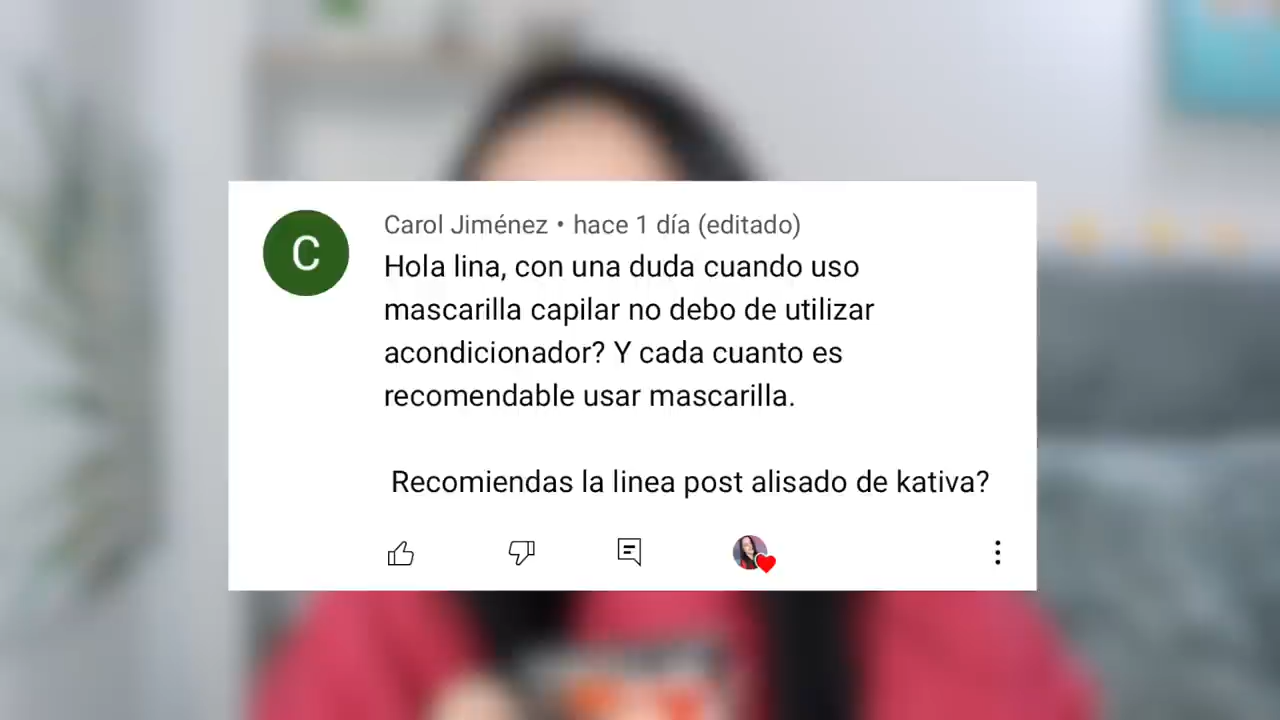 C
Carol Jiménez • hace 1 día (editado)
Hola lina, con una duda cuando uso
mascarilla capilar no debo de utilizar
acondicionador? Y cada cuanto es
recomendable usar mascarilla.
Recomiendas la linea post alisado de kativa?